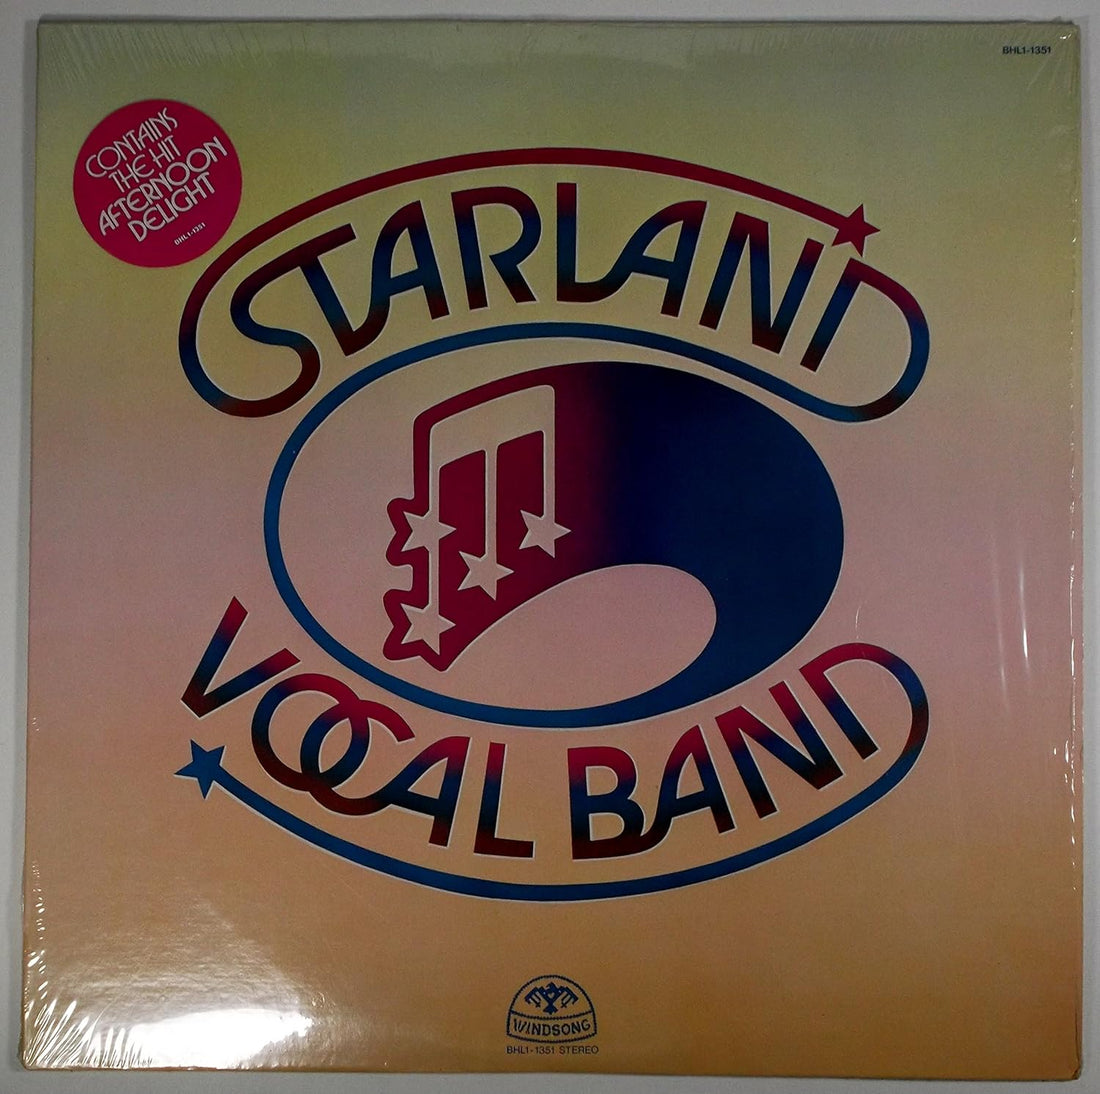 BHL1-1351
CONTAINS
THE HIT
AFTERNOON
DELIGHT
BHL1-1351
STARLAND
VOCAL BAND
WINDSONG
BHL1-1351 STEREO